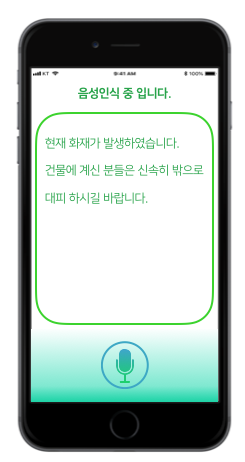 KT 9:41 AM 100%
음성인식 중 입니다.
현재 화재가 발생하였습니다.
건물에 계신 분들은 신속히 밖으로
대피 하시길 바랍니다.